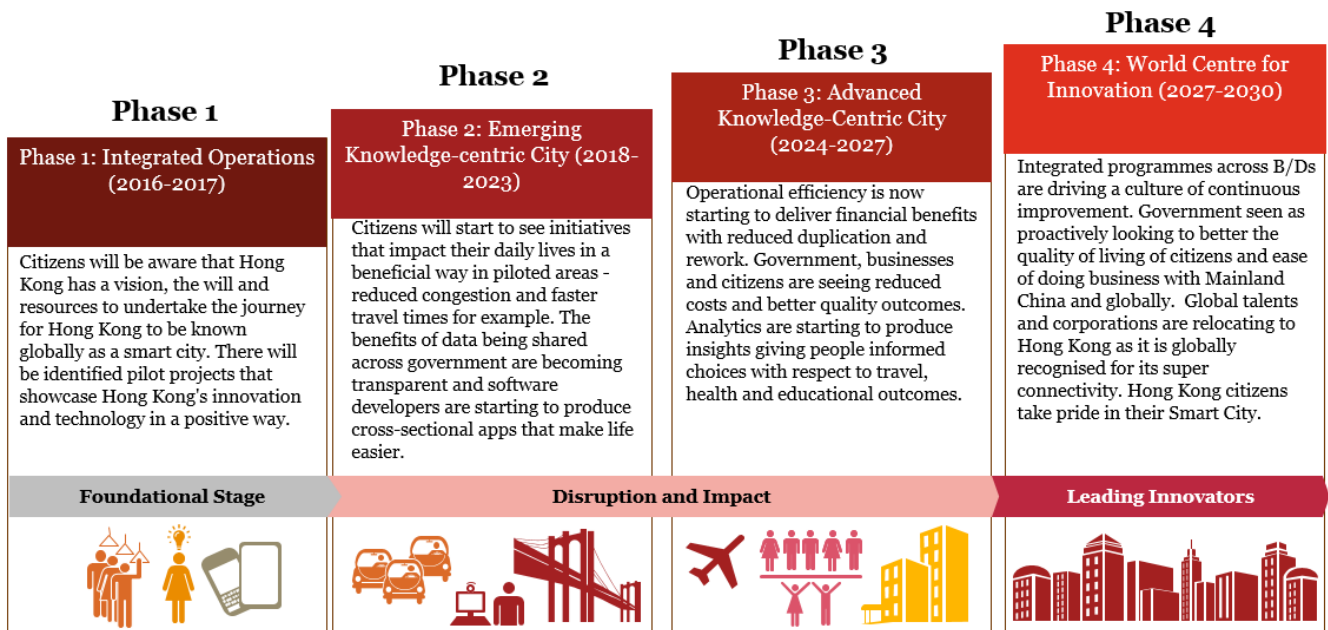 Phase 1
Phase 1: Integrated Operations
(2016-2017)
Citizens will be aware that Hong
Kong has a vision, the will and
resources to undertake the journey
for Hong Kong to be known
globally as a smart city. There will
be identified pilot projects that
showcase Hong Kong's innovation
and technology in a positive way.
Phase 2
Phase 2: Emerging
Knowledge-centric City (2018-
2023)
Citizens will start to see initiatives
that impact their daily lives in a
beneficial way in piloted areas -
reduced congestion and faster
travel times for example. The
benefits of data being shared
across government are becoming
transparent and software
developers are starting to produce
cross-sectional apps that make life
easier.
Phase 3
Phase 3: Advanced
Knowledge-Centric City
(2024-2027)
Operational efficiency is now
starting to deliver financial benefits
with reduced duplication and
rework. Government, businesses
and citizens are seeing reduced
costs and better quality outcomes.
Analytics are starting to produce
insights giving people informed
choices with respect to travel,
health and educational outcomes.
Phase 4
Phase 4: World Centre for
Innovation (2027-2030)
Integrated programmes across B/Ds
are driving a culture of continuous
improvement. Government seen as
proactively looking to better the
quality of living of citizens and ease
of doing business with Mainland
China and globally.  Global talents
and corporations are relocating to
Hong Kong as it is globally
recognised for its super
connectivity. Hong Kong citizens
take pride in their Smart City.
Foundational Stage
Disruption and Impact
Leading Innovators